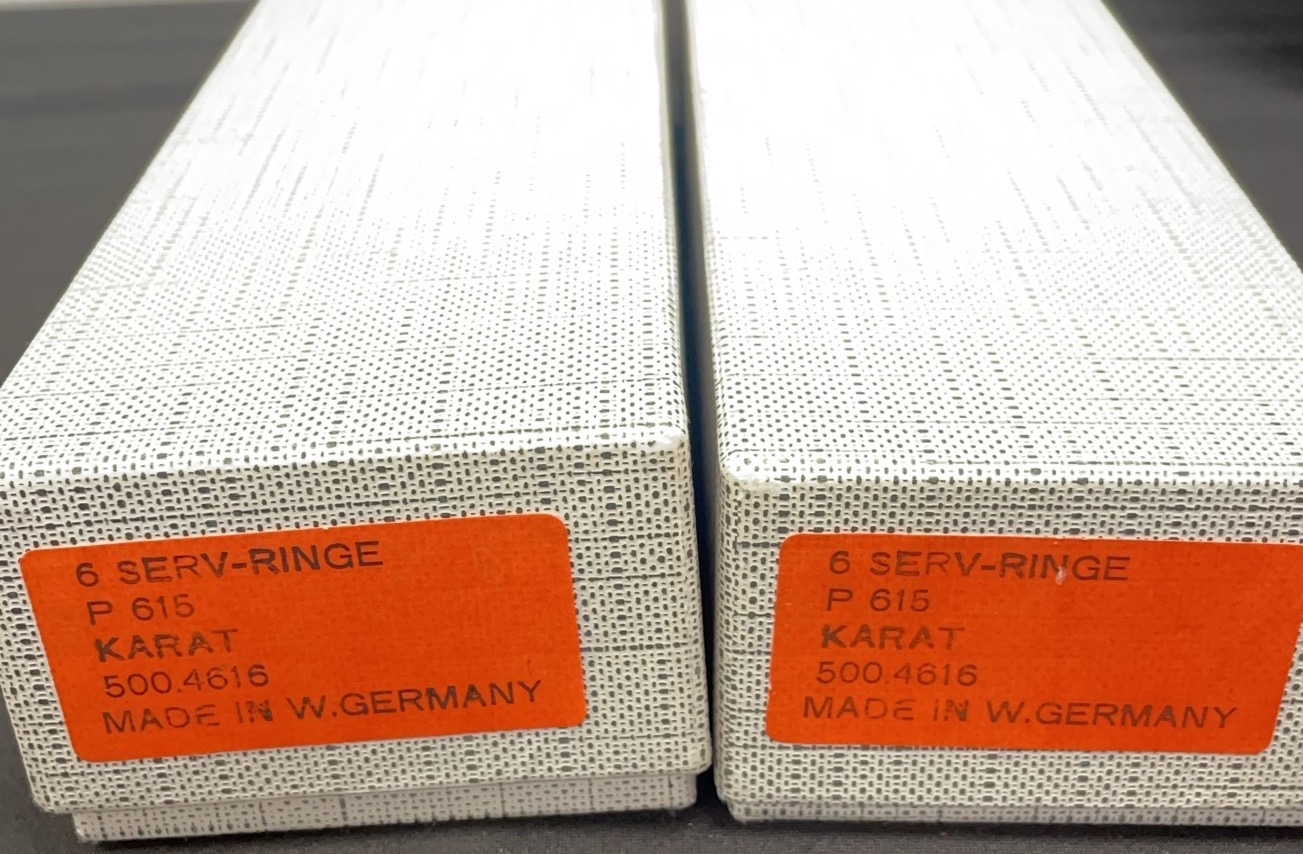 6 SERV-RINGE
P 615
KARAT
500.4616
MADE IN W.GERMANY
6 SERV-RINGE
P 615
KARAT
500.4616
MADE IN W.GERMANY